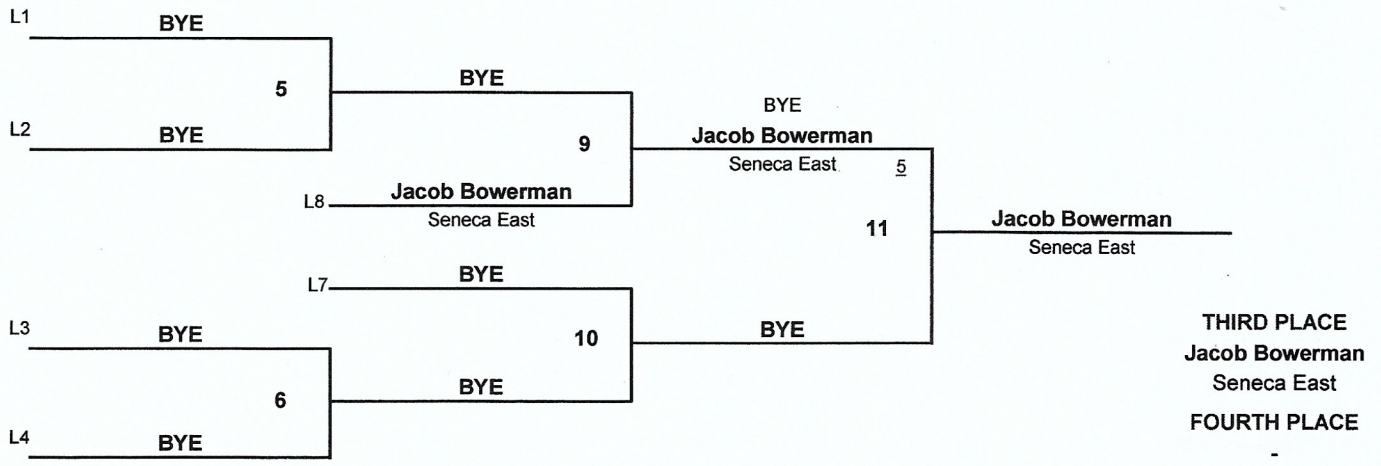 L1
BYE
5
L2
BYE
BYE
9
L8
Jacob Bowerman
Seneca East
BYE
Jacob Bowerman
Seneca East 5
11
Jacob Bowerman
Seneca East
L7
BYE
10
BYE
L3
BYE
6
BYE
L4
BYE
THIRD PLACE
Jacob Bowerman
Seneca East
FOURTH PLACE
-